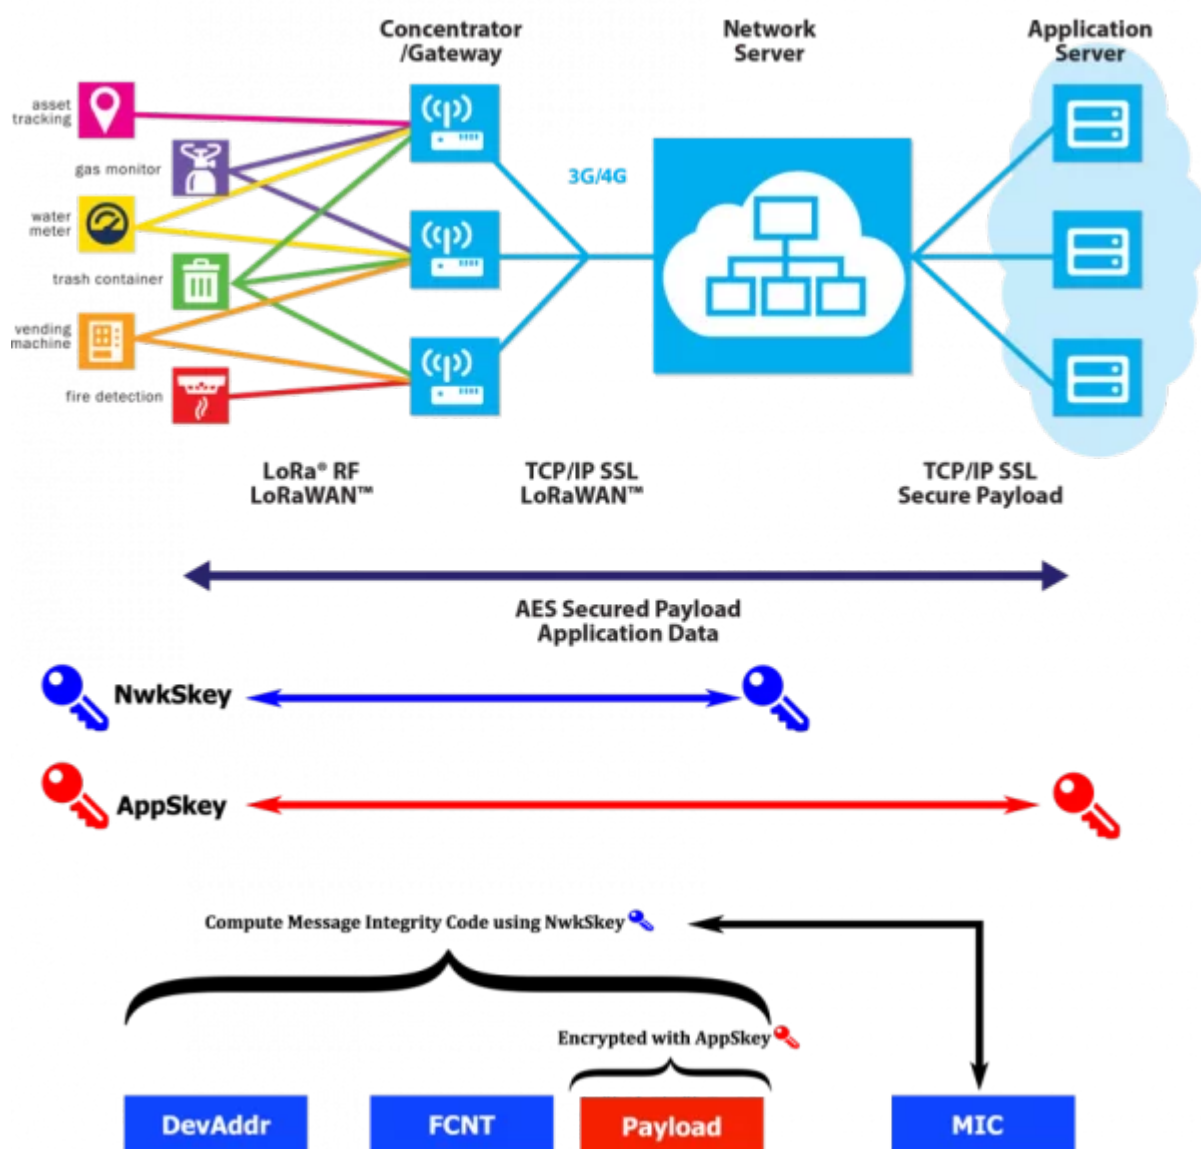 Concentrator
/Gateway
Network
Server
Application
Server
asset
tracking
gas monitor
water
meter
trash container
vending
machine
fire detection
3G/4G
LoRa® RF
LoRaWAN™
TCP/IP SSL
LoRaWAN™
TCP/IP SSL
Secure Payload
AES Secured Payload
Application Data
NwkSkey
AppSkey
Compute Message Integrity Code using NwkSkey
Encrypted with AppSkey
DevAddr
FCNT
Payload
MIC